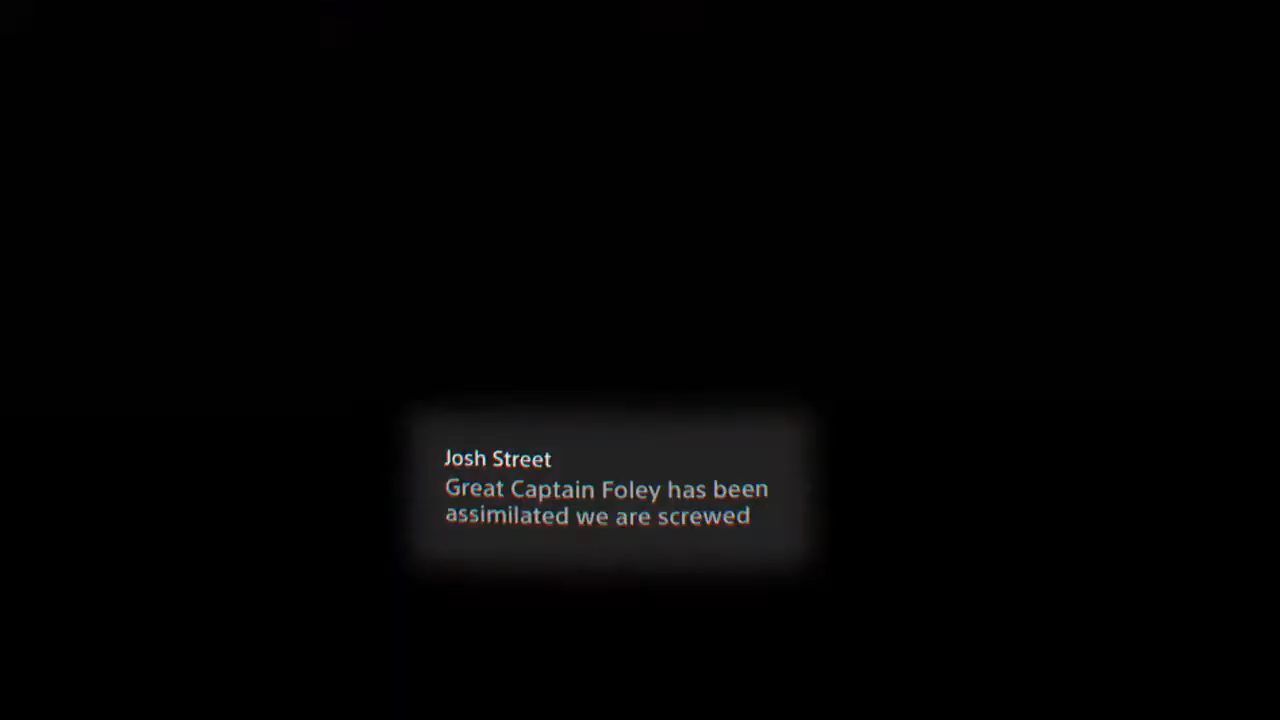 Josh Street
Great Captain Foley has been
assimilated we are screwed